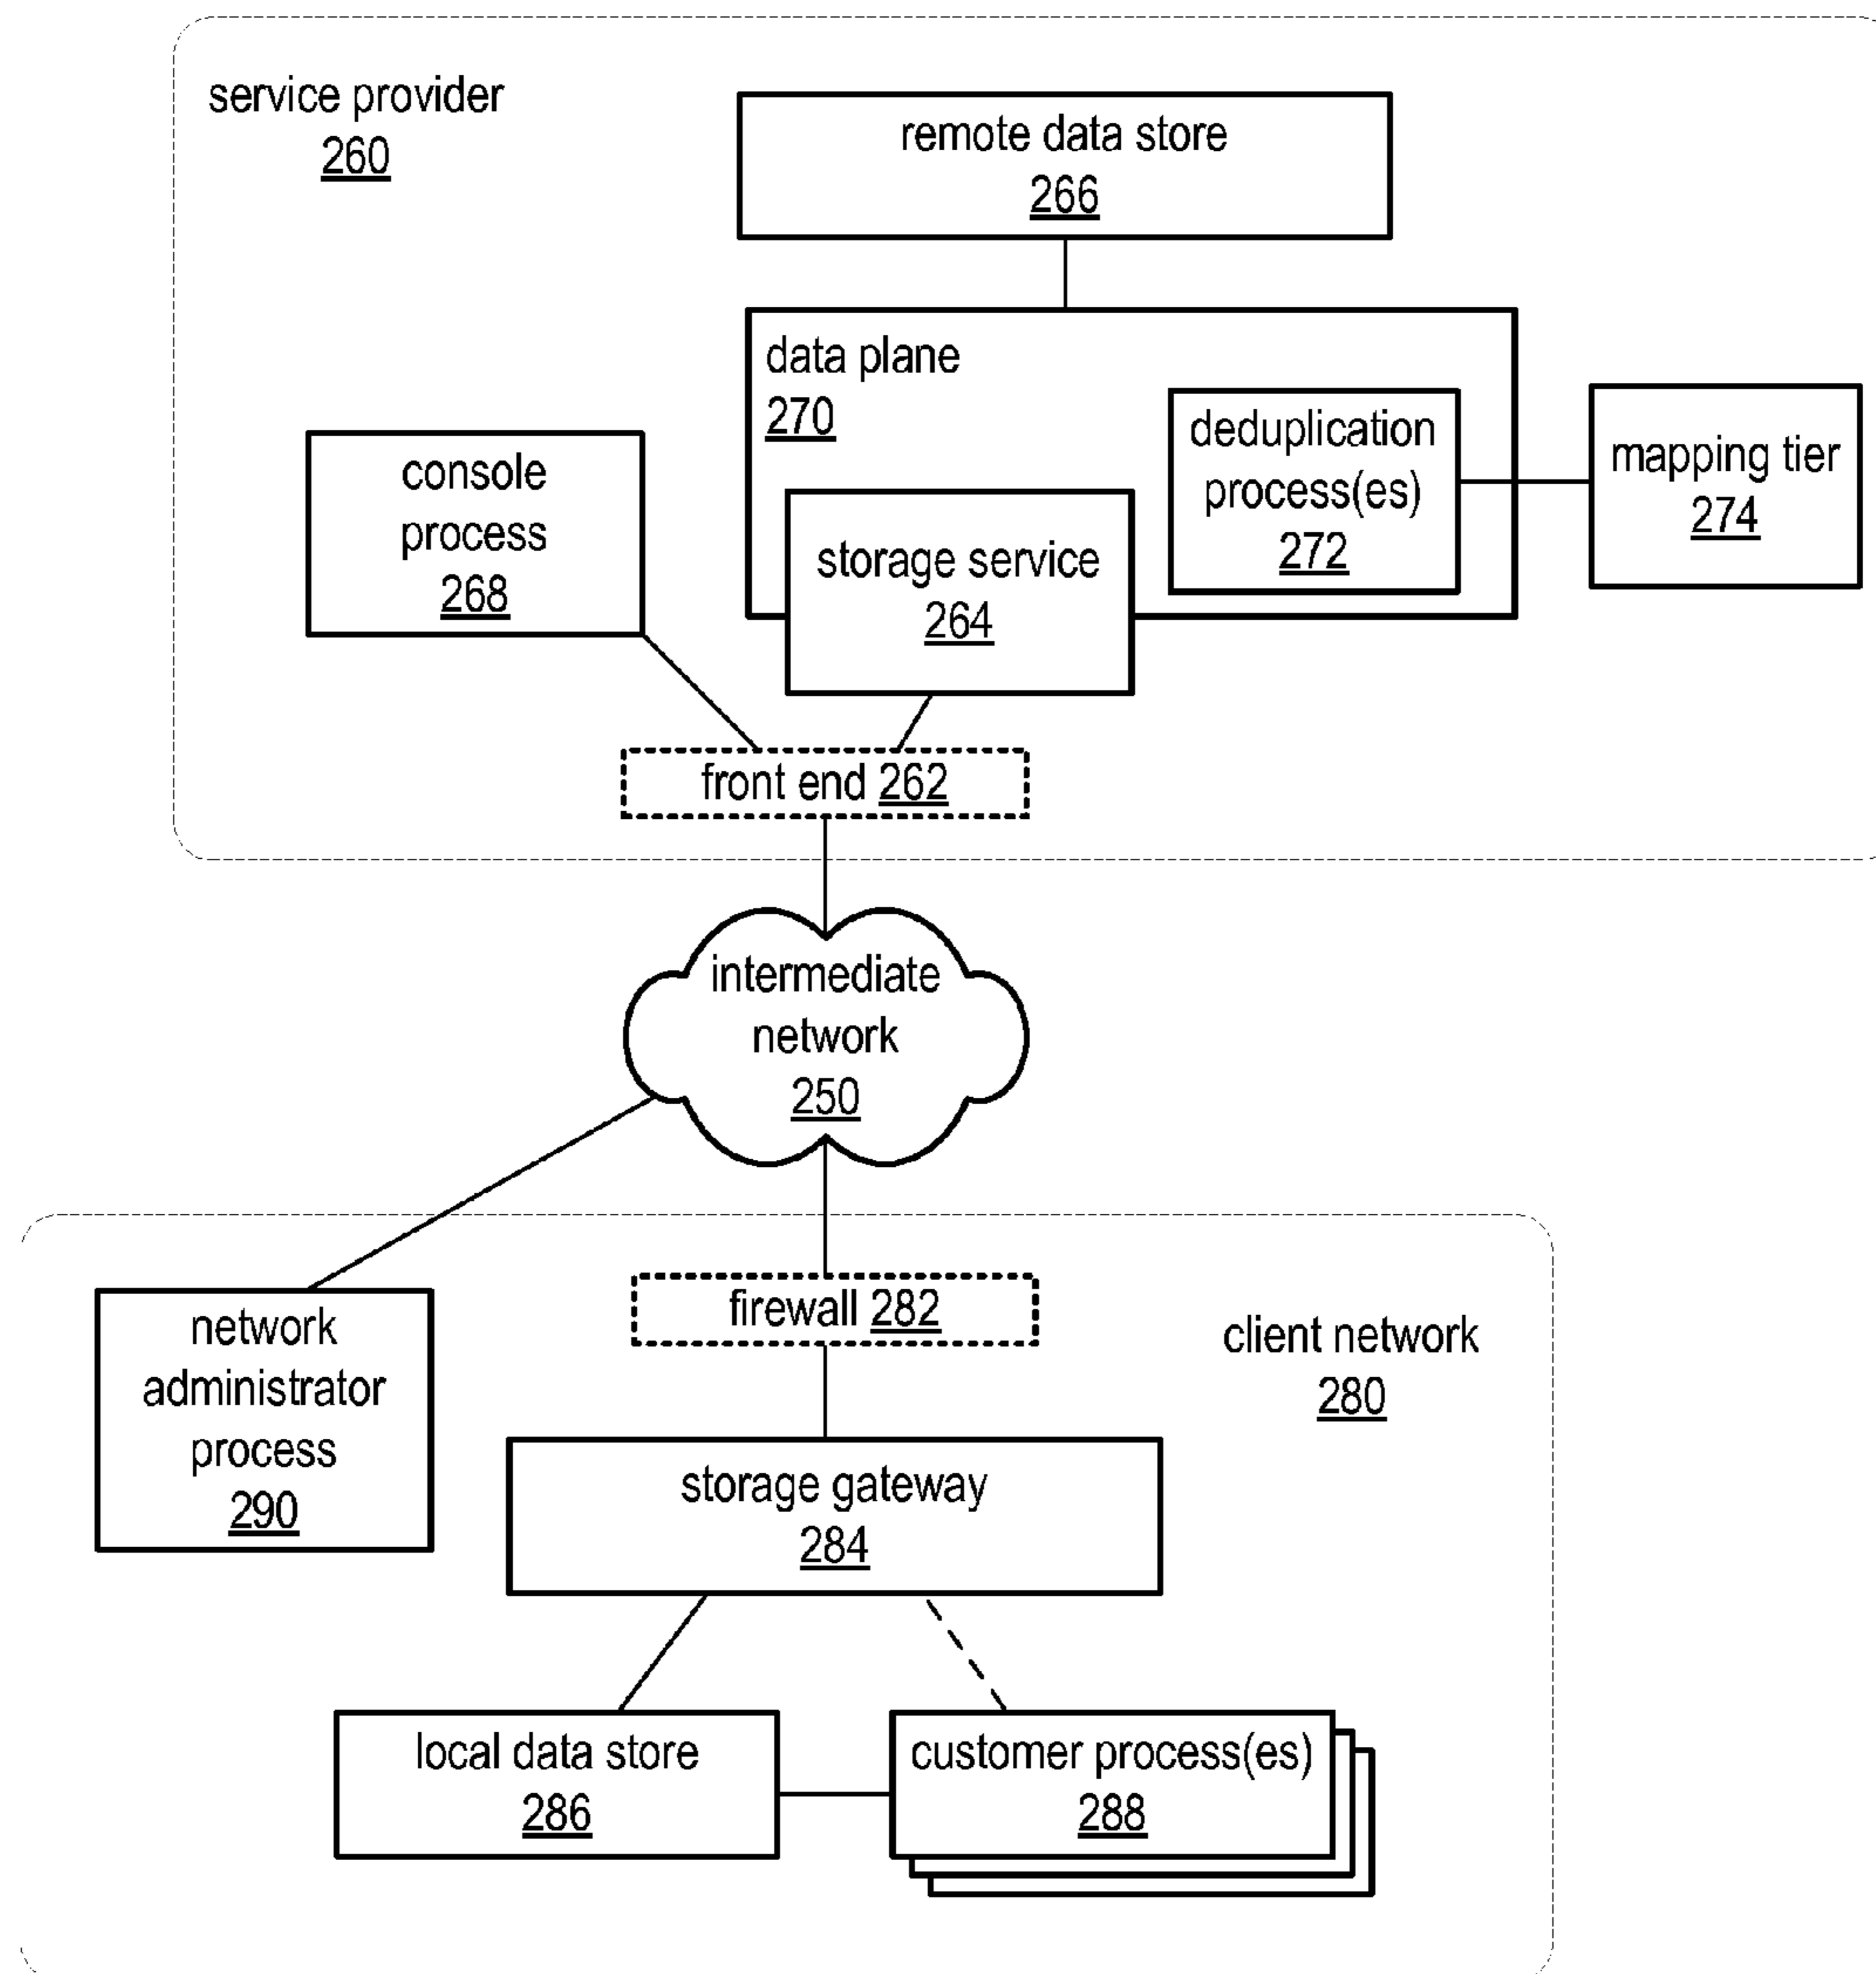 service provider
260
remote data store
266
data plane
270
deduplication
process(es)
272
mapping tier
274
console
process
268
storage service
264
front end 262
intermediate
network
250
network
administrator
process
290
firewall 282
client network
280
storage gateway
284
local data store
286
customer process(es)
288